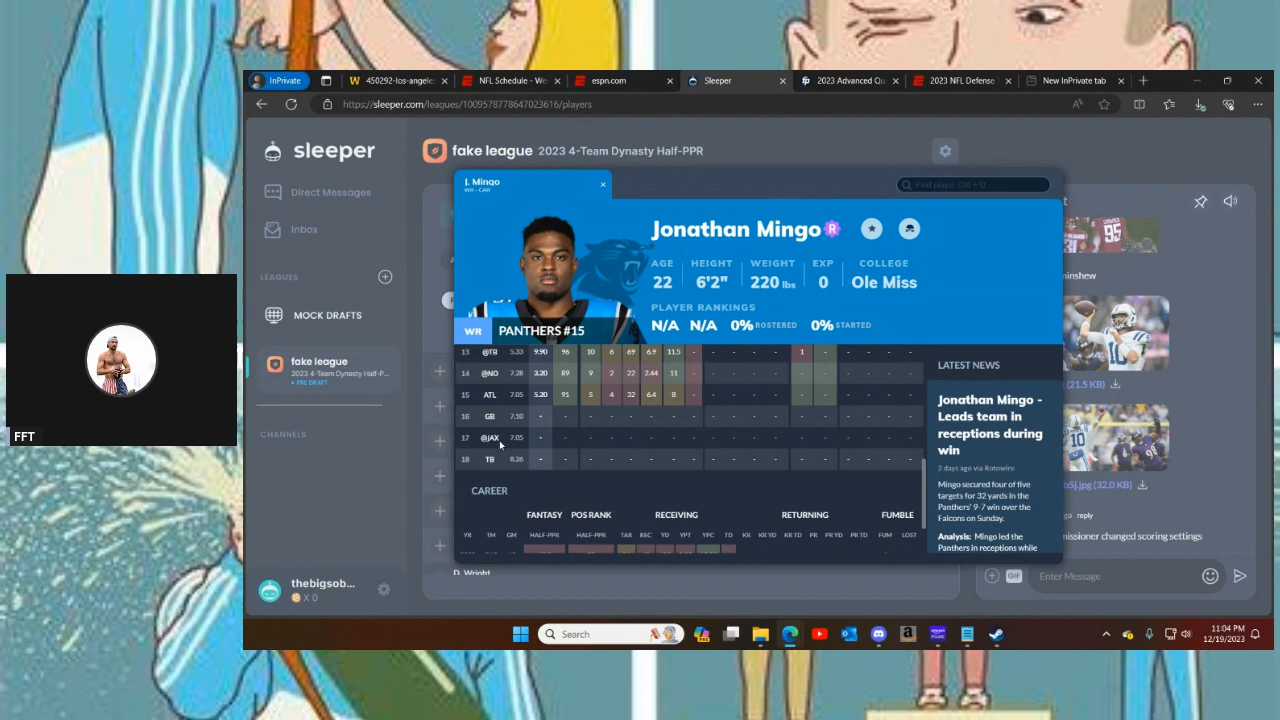 InPrivate
450292-los-angele
NFL Schedule - We
espn.com
Sleeper
2023 Advanced Qu
2023 NFL Defense
New InPrivate tab
https://sleeper.com/leagues/1009578778647023616/players
sleeper
fake league 2023 4-Team Dynasty Half-PPR
Direct Messages
Inbox
LEAGUES
MOCK DRAFTS
fake league
2023 4-Team Dynasty Half-P...
PRE DRAFT
CHANNELS
thebigsob...
X 0
J. Mingo
WR - CAR
Find player Ctrl + U
Jonathan Mingo R
AGE HEIGHT WEIGHT EXP COLLEGE
22 6'2" 220 lbs 0 Ole Miss
PLAYER RANKINGS
N/A N/A 0% ROSTERED 0% STARTED
WR PANTHERS #15
13 @TB 5.33 9.90 96 10 6 69 6.9 11.5 - - - - - 1 - - - - -
14 @NO 7.28 3.20 89 9 2 22 2.44 11 - - - - - - - - - - -
15 ATL 7.05 5.20 91 5 4 32 6.4 8 - - - - - - - - - - -
16 GB 7.10 - - - - - - - - - - - - - - - - - -
17 @JAX 7.05 - - - - - - - - - - - - - - - - - -
18 TB 8.26 - - - - - - - - - - - - - - - - - -
CAREER
FANTASY POS RANK RECEIVING RETURNING FUMBLE
YR TM GM HALF-PPR HALF-PPR TAR REC YD YPT YPC TD KR KR YD KR TD PR PR YD PR TD FUM LOST
LATEST NEWS
Jonathan Mingo -
Leads team in
receptions during
win
2 days ago via Rotowire
Mingo secured four of five
targets for 32 yards in the
Panthers' 9-7 win over the
Falcons on Sunday.
Analysis: Mingo led the
Panthers in receptions while
D. Wright
t
minshew
(21.5 KB)
b5j.jpg (32.0 KB)
go reply
missioner changed scoring settings
GIF
Enter Message
FFT
Search
11:04 PM
12/19/2023